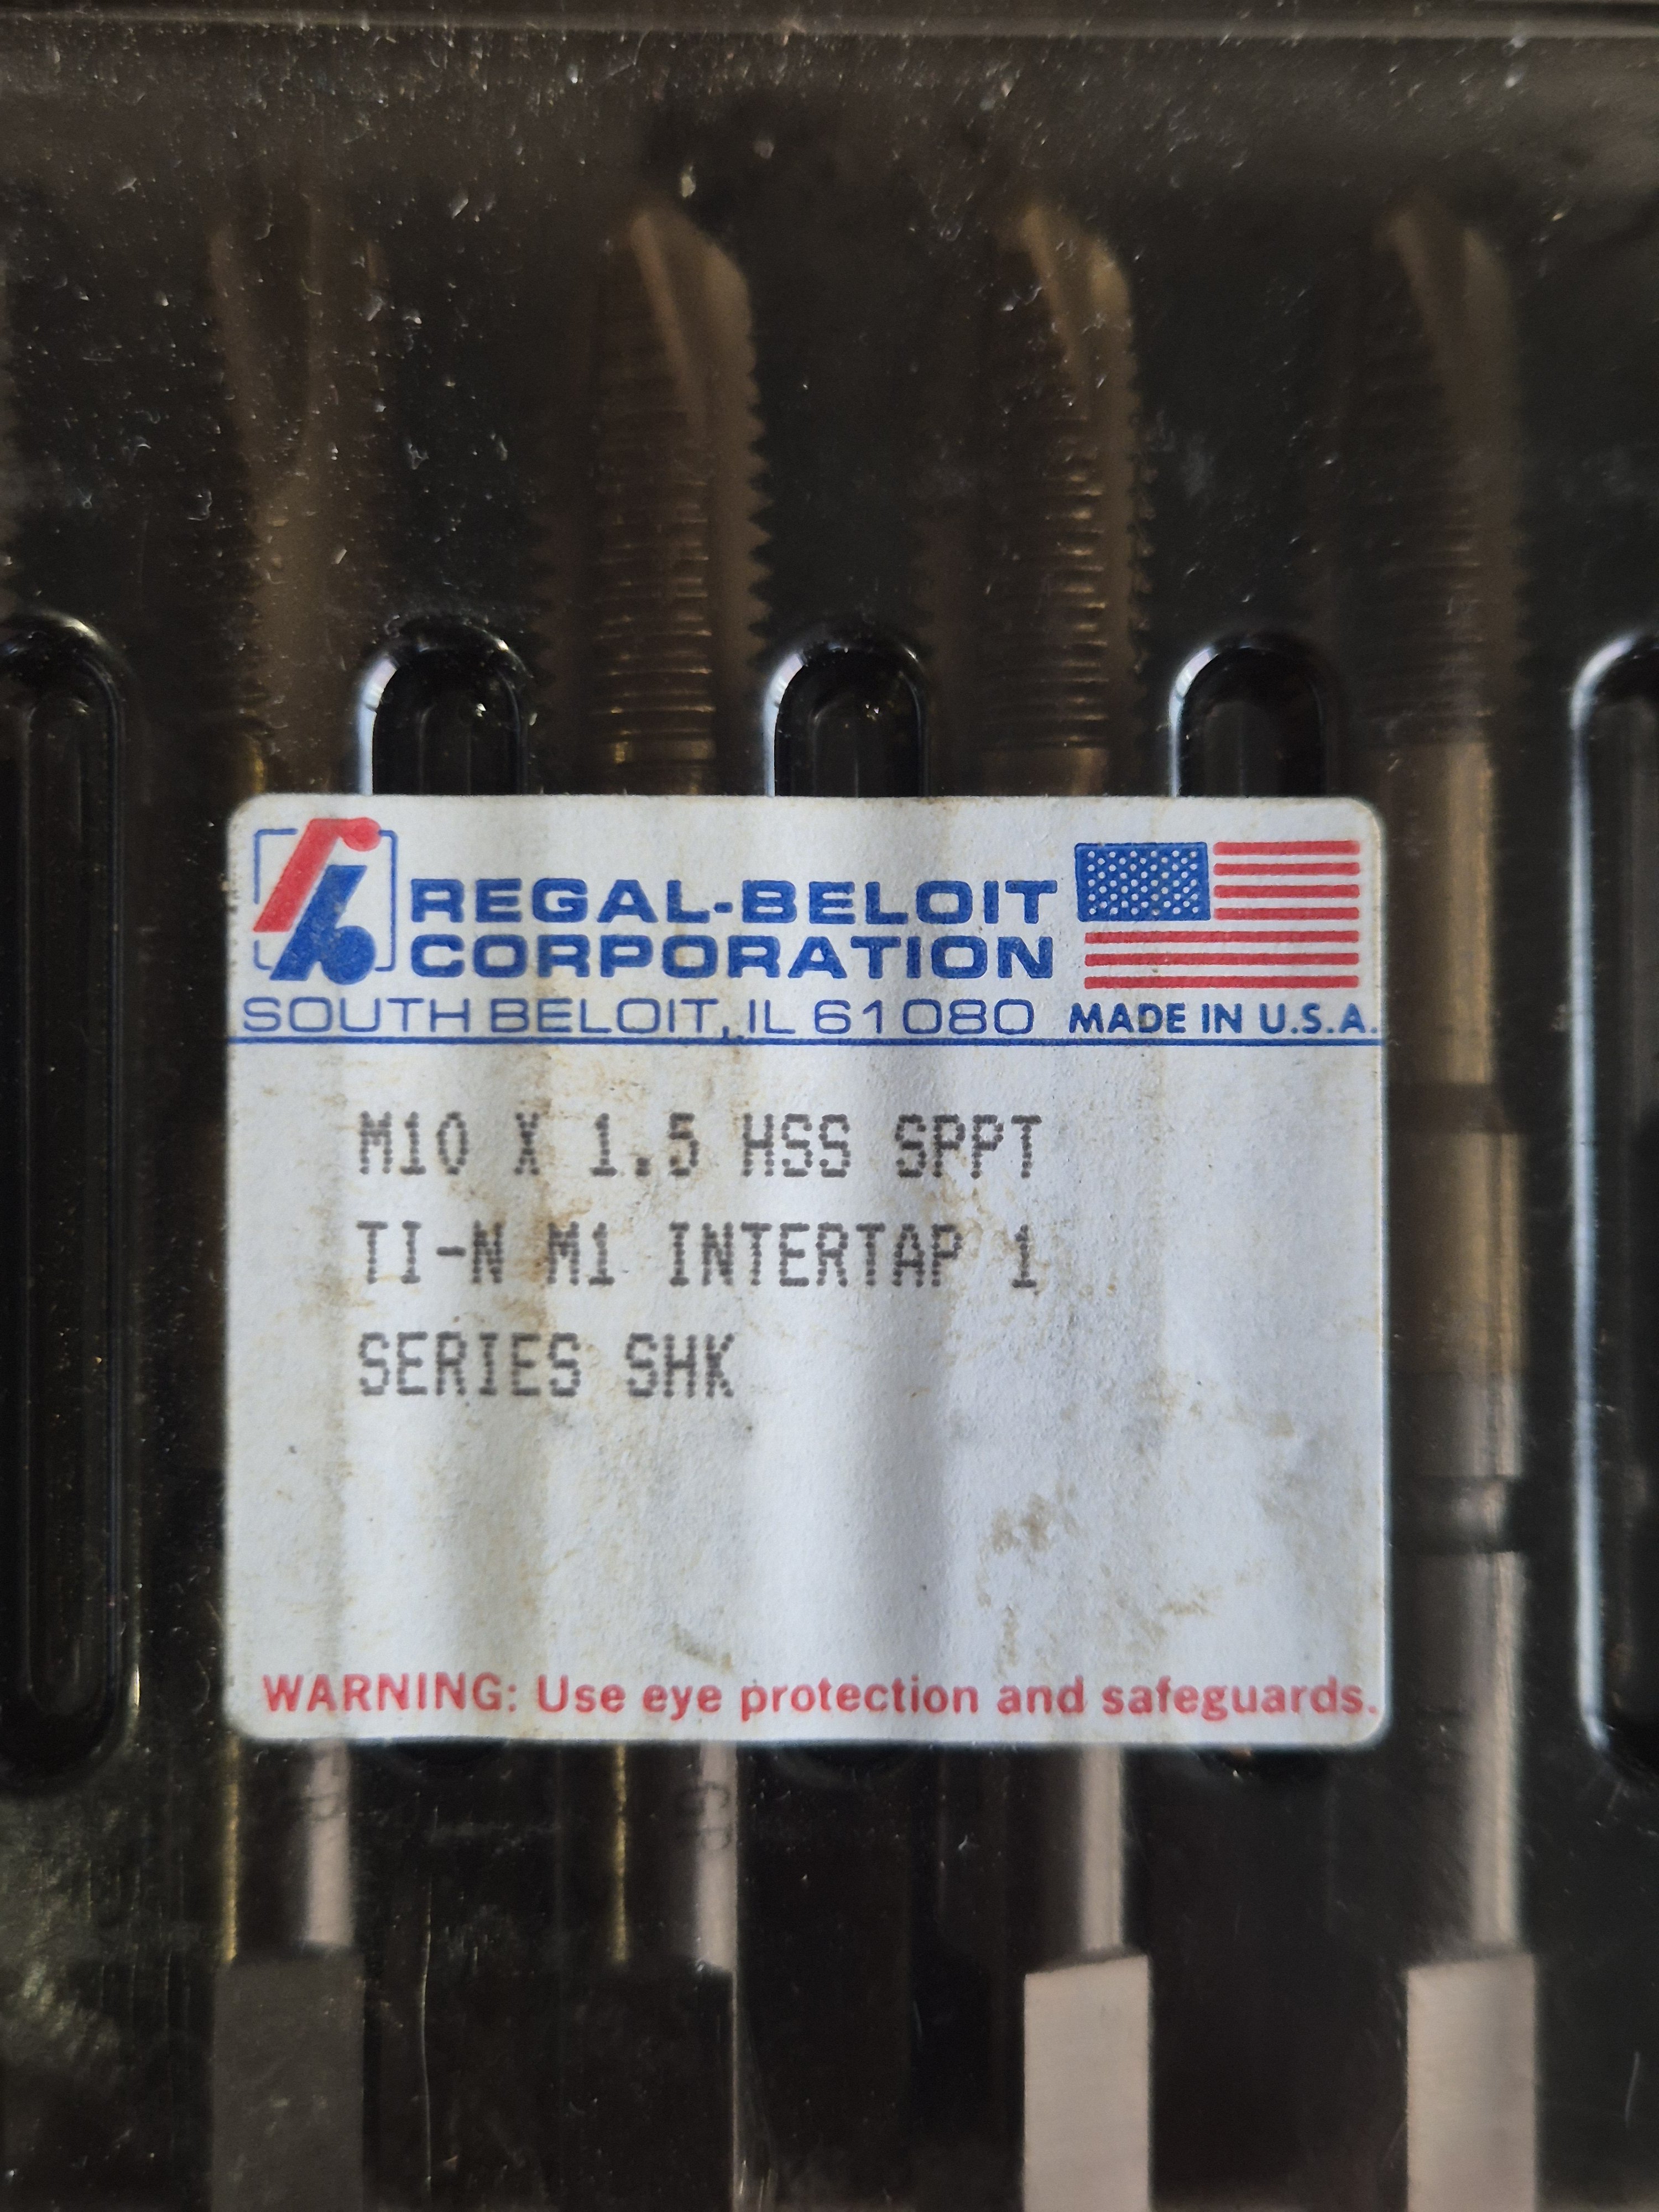 REGAL-BELOIT
CORPORATION
SOUTH BELOIT, IL 61080 MADE IN U.S.A.
M10 X 1.5 HSS SPPT
TI-N M1 INTERTAP 1
SERIES SHK
WARNING: Use eye protection and safeguards.